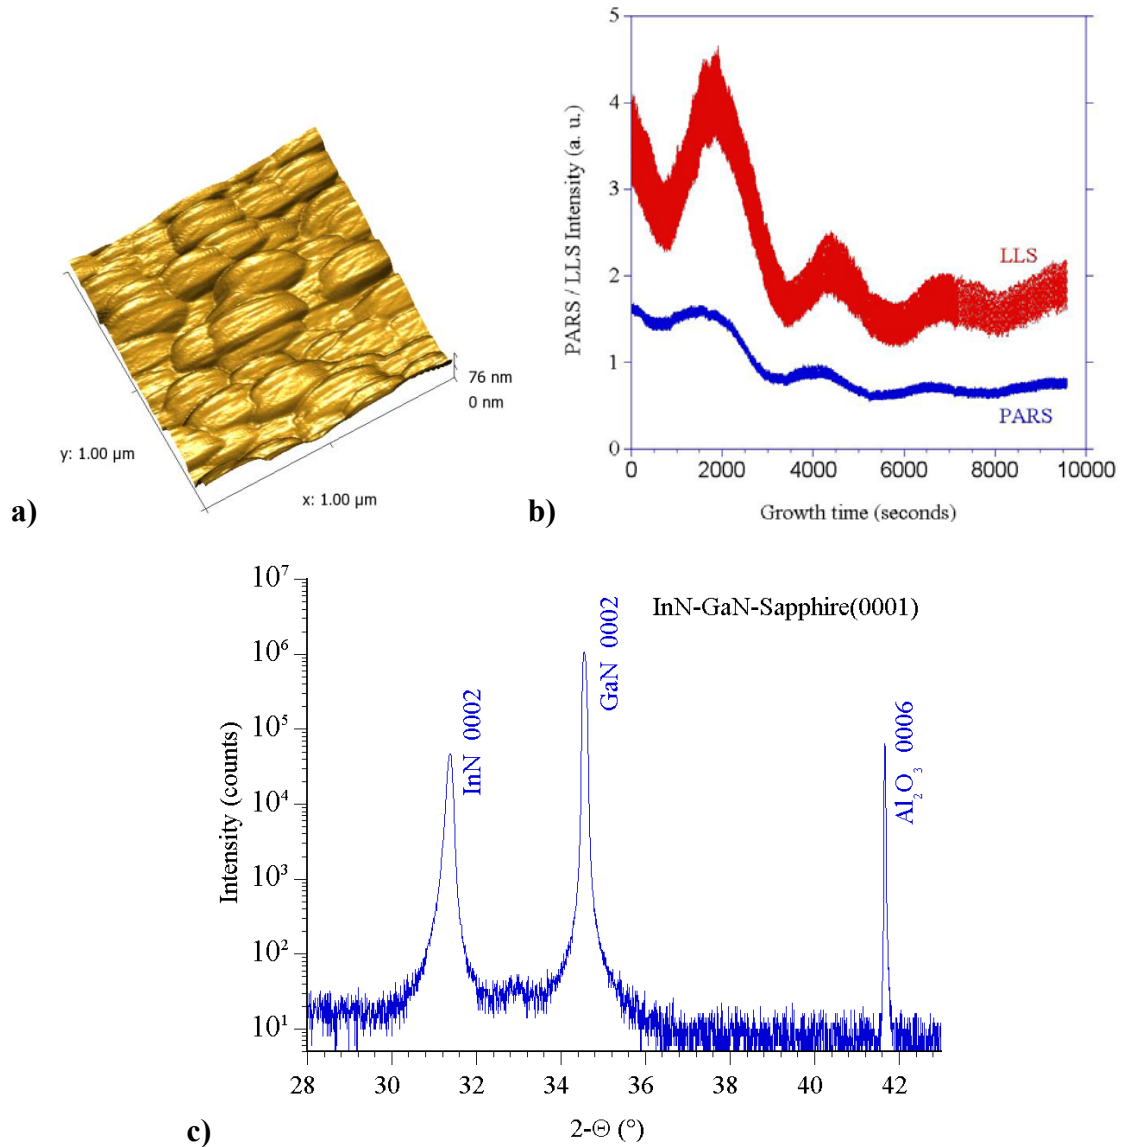 76 nm
0 nm
y: 1.00 μm
x: 1.00 μm
a)
PARS / LLS Intensity (a. u.)
5
4
3
2
1
0
LLS
PARS
0 2000 4000 6000 8000 10000
Growth time (seconds)
b)
Intensity (counts)
10⁷
10⁶
10⁵
10⁴
10³
10²
10¹
InN-GaN-Sapphire(0001)
InN 0002
GaN 0002
Al₂O₃ 0006
28 30 32 34 36 38 40 42
2-Θ (°)
c)